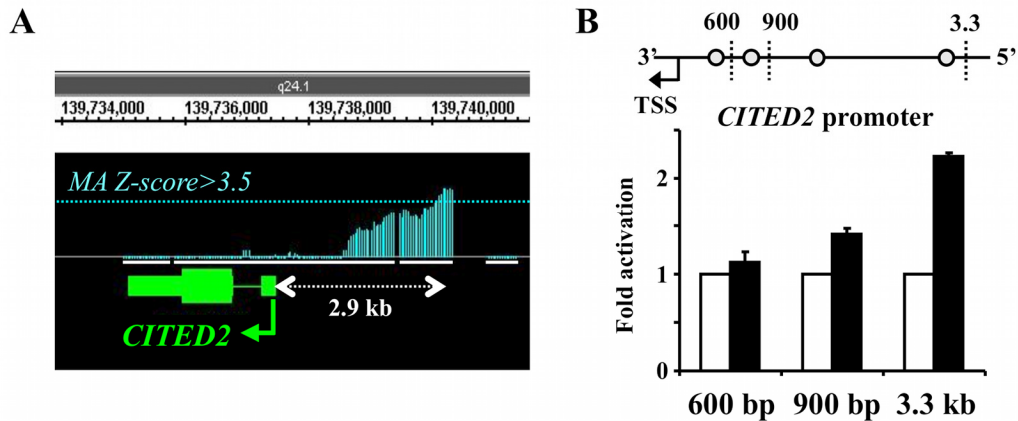 A
q24.1
139,734,000 139,736,000 139,738,000 139,740,000
MA Z-score>3.5
2.9 kb
CITED2
B
600 900 3.3
3’ 5’
TSS
CITED2 promoter
Fold activation
2
1
0
600 bp 900 bp 3.3 kb